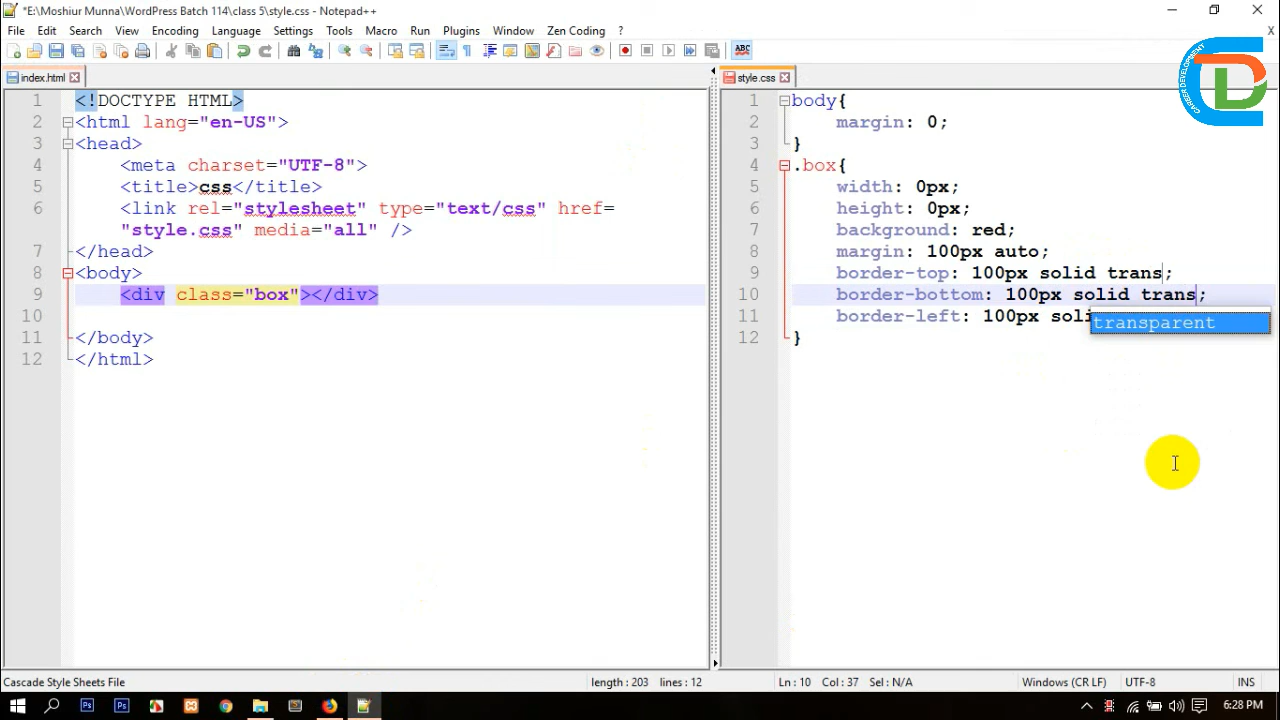 *E:\Moshiur Munna\WordPress Batch 114\class 5\style.css - Notepad++
File Edit Search View Encoding Language Settings Tools Macro Run Plugins Window Zen Coding ? X
ABC
index.html
style.css
1 <!DOCTYPE HTML>
2 <html lang="en-US">
3 <head>
4 <meta charset="UTF-8">
5 <title>css</title>
6 <link rel="stylesheet" type="text/css" href=
"style.css" media="all" />
7 </head>
8 <body>
9 <div class="box"></div>
10
11 </body>
12 </html>
1 body{
2 margin: 0;
3 }
4 .box{
5 width: 0px;
6 height: 0px;
7 background: red;
8 margin: 100px auto;
9 border-top: 100px solid trans;
10 border-bottom: 100px solid trans;
11 border-left: 100px soli
transparent
12 }
CAREER DEVELOPMENT
Cascade Style Sheets File length : 203 lines : 12 Ln : 10 Col : 37 Sel : N/A Windows (CR LF) UTF-8 INS
6:28 PM